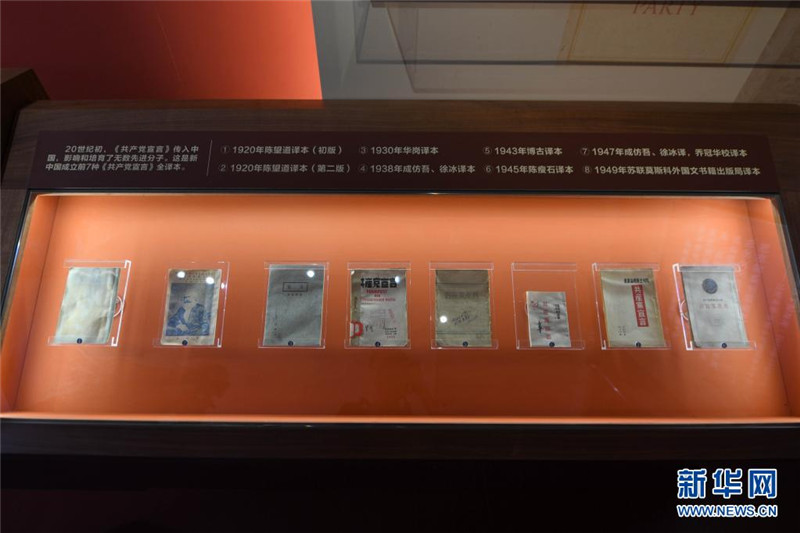 PARTY
20世纪初，《共产党宣言》传入中
国，影响和培育了无数先进分子。这是新
中国成立前7种《共产党宣言》全译本。
① 1920年陈望道译本（初版）
② 1920年陈望道译本（第二版）
③ 1930年华岗译本
④ 1938年成仿吾、徐冰译本
⑤ 1943年博古译本
⑥ 1945年陈瘦石译本
⑦ 1947年成仿吾、徐冰译，乔冠华校译本
⑧ 1949年苏联莫斯科外国文书籍出版局译本
共產黨宣言
共產黨宣言
新华网
WWW.NEWS.CN